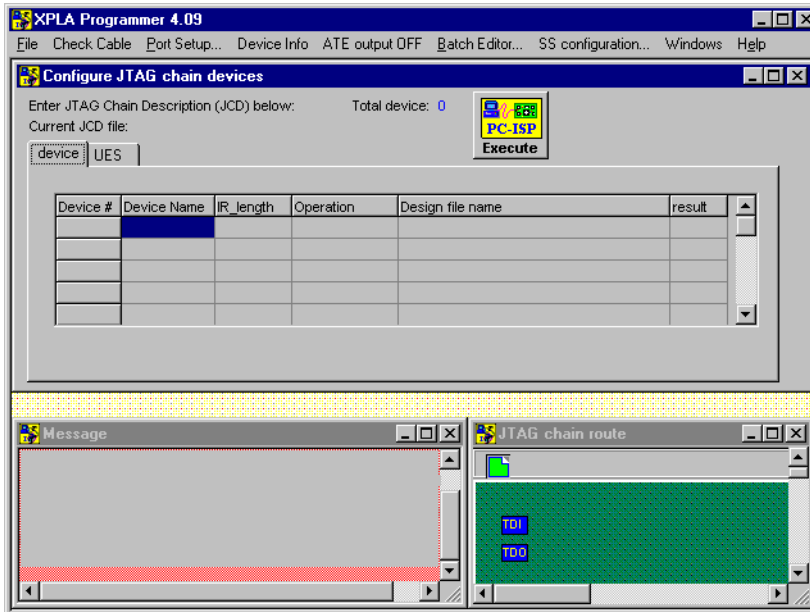 XPLA Programmer 4.09
File Check Cable Port Setup... Device Info ATE output OFF Batch Editor... SS configuration... Windows Help
Configure JTAG chain devices
Enter JTAG Chain Description (JCD) below: Total device: 0
Current JCD file:
PC-ISP
Execute
device UES
Device # Device Name IR_length Operation Design file name result
Message
JTAG chain route
TDI
TDO